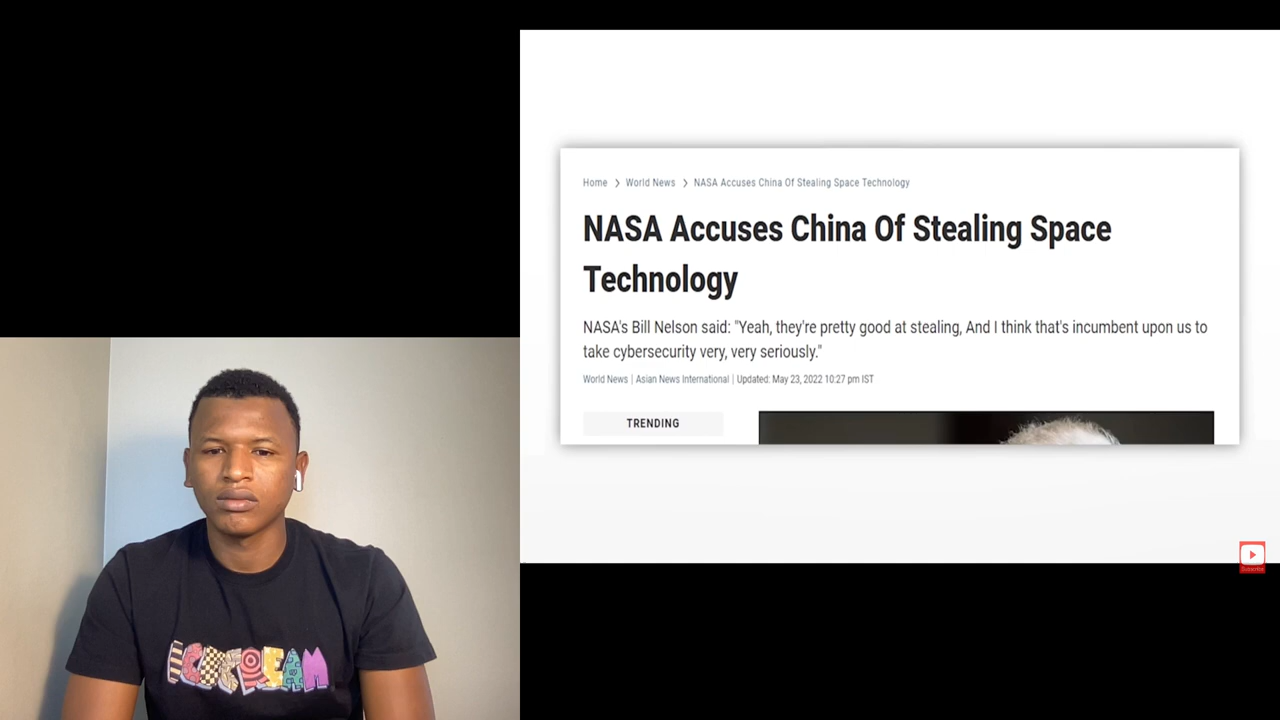 Home > World News > NASA Accuses China Of Stealing Space Technology
NASA Accuses China Of Stealing Space
Technology
NASA's Bill Nelson said: "Yeah, they're pretty good at stealing, And I think that's incumbent upon us to
take cybersecurity very, very seriously."
World News | Asian News International | Updated: May 23, 2022 10:27 pm IST
TRENDING
ICECREAM